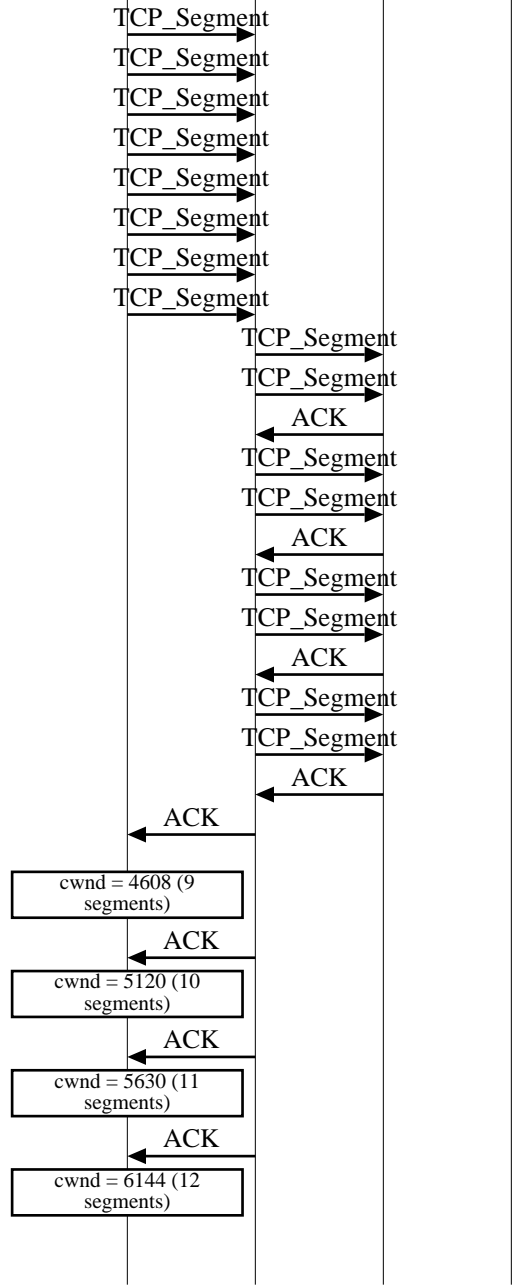 TCP_Segment
TCP_Segment
TCP_Segment
TCP_Segment
TCP_Segment
TCP_Segment
TCP_Segment
TCP_Segment
TCP_Segment
TCP_Segment
ACK
TCP_Segment
TCP_Segment
ACK
TCP_Segment
TCP_Segment
ACK
TCP_Segment
TCP_Segment
ACK
ACK
cwnd = 4608 (9
segments)
ACK
cwnd = 5120 (10
segments)
ACK
cwnd = 5630 (11
segments)
ACK
cwnd = 6144 (12
segments)